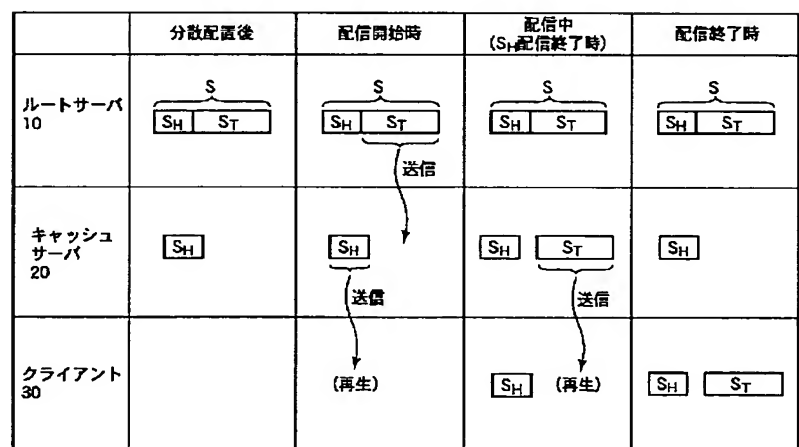 分散配置後
配信開始時
配信中
(SH配信終了時)
配信終了時
ルートサーバ
10
S
SH ST
S
SH ST
送信
S
SH ST
S
SH ST
キャッシュ
サーバ
20
SH
SH
送信
SH ST
送信
SH
クライアント
30
(再生)
SH (再生)
SH ST